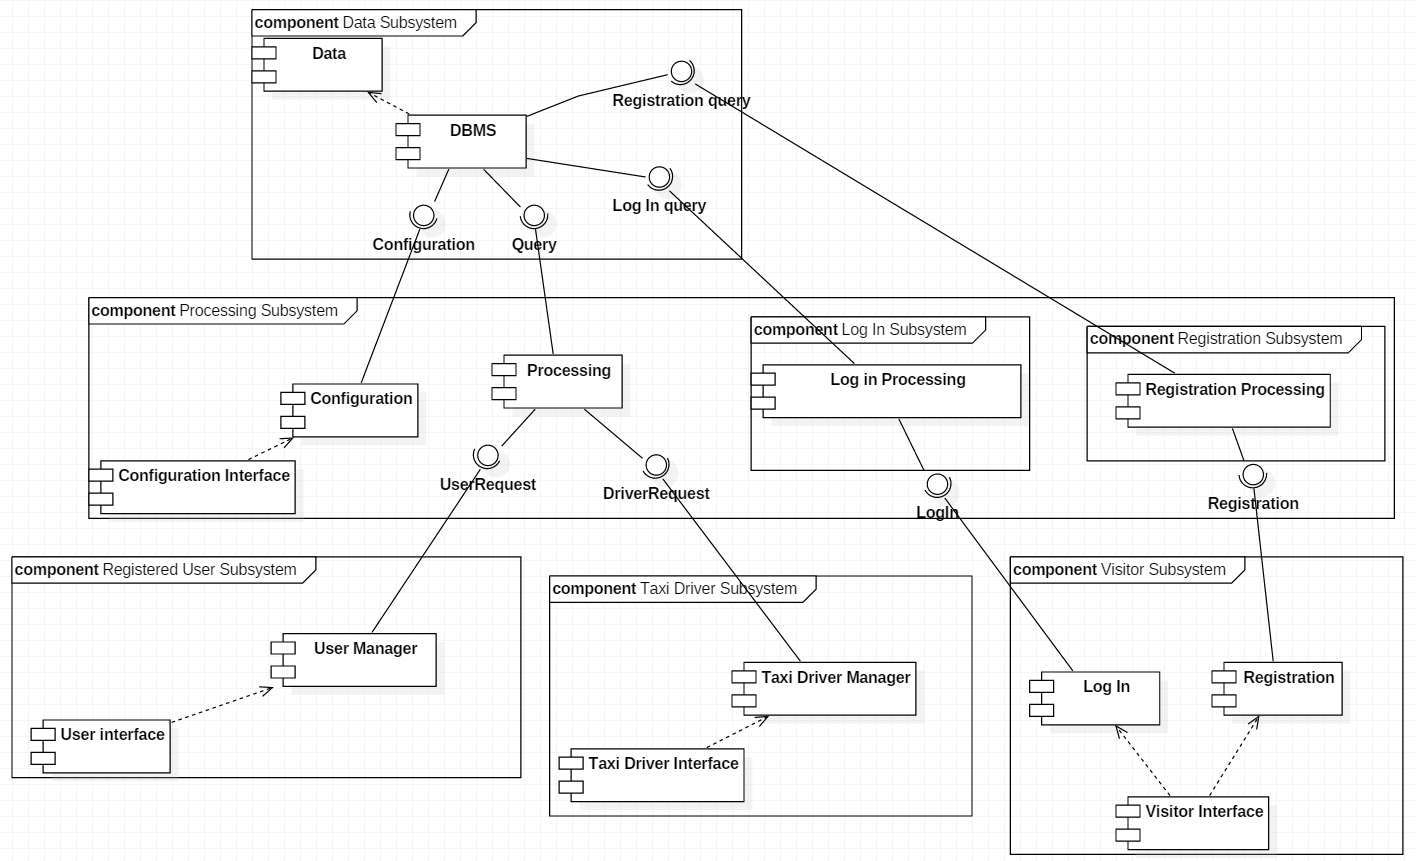 component Data Subsystem
Data
Registration query
DBMS
Log In query
Configuration
Query
component Processing Subsystem
component Log In Subsystem
component Registration Subsystem
Processing
Log in Processing
Registration Processing
Configuration
Configuration Interface
UserRequest
DriverRequest
LogIn
Registration
component Registered User Subsystem
component Taxi Driver Subsystem
component Visitor Subsystem
User Manager
Taxi Driver Manager
Log In
Registration
User interface
Taxi Driver Interface
Visitor Interface